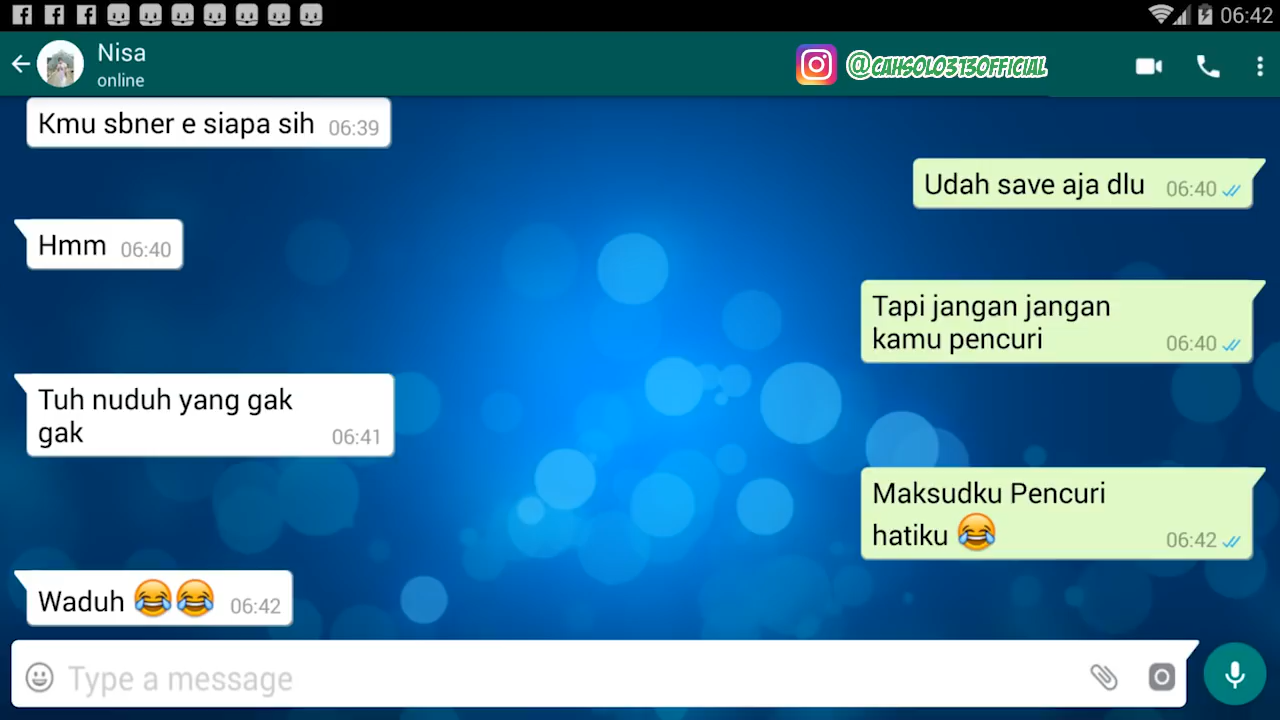 06:42
Nisa
online
@CAHSOLO313OFFICIAL
Kmu sbner e siapa sih 06:39
Udah save aja dlu 06:40
Hmm 06:40
Tapi jangan jangan
kamu pencuri 06:40
Tuh nuduh yang gak
gak 06:41
Maksudku Pencuri
hatiku 😂 06:42
Waduh 😂😂 06:42
Type a message